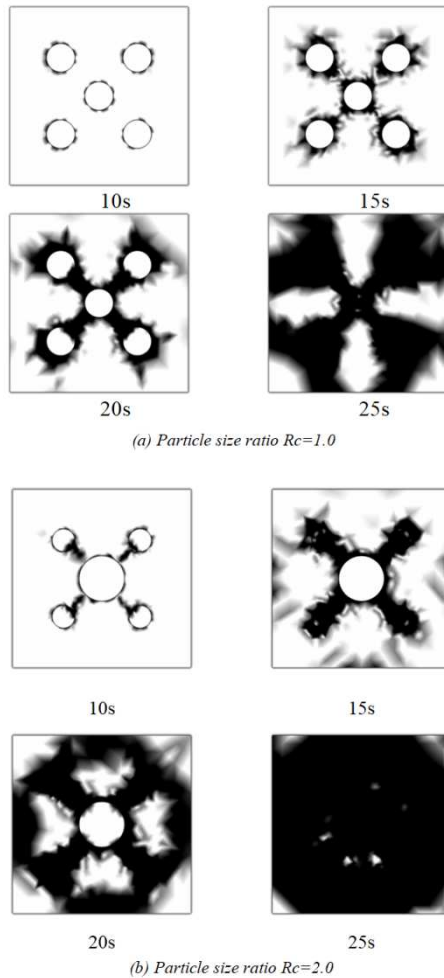 10s 15s
20s 25s
(a) Particle size ratio Rc=1.0
10s 15s
20s 25s
(b) Particle size ratio Rc=2.0